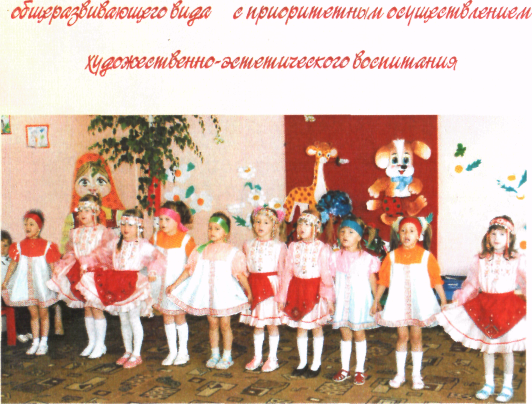 общеразвивающего вида с приоритетным осуществлением
художественно-эстетического воспитания